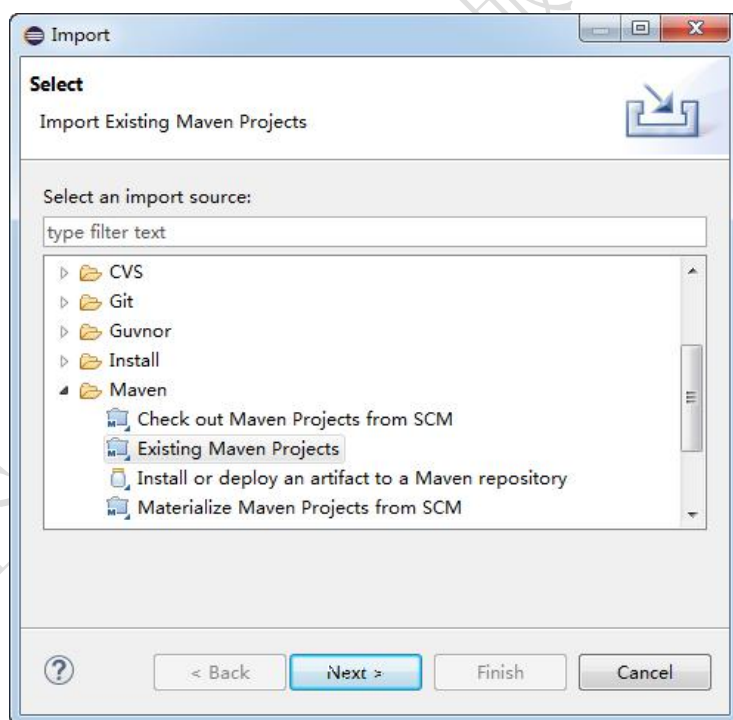 Import
Select
Import Existing Maven Projects
Select an import source:
type filter text
CVS
Git
Guvnor
Install
Maven
Check out Maven Projects from SCM
Existing Maven Projects
Install or deploy an artifact to a Maven repository
Materialize Maven Projects from SCM
< Back Next > Finish Cancel